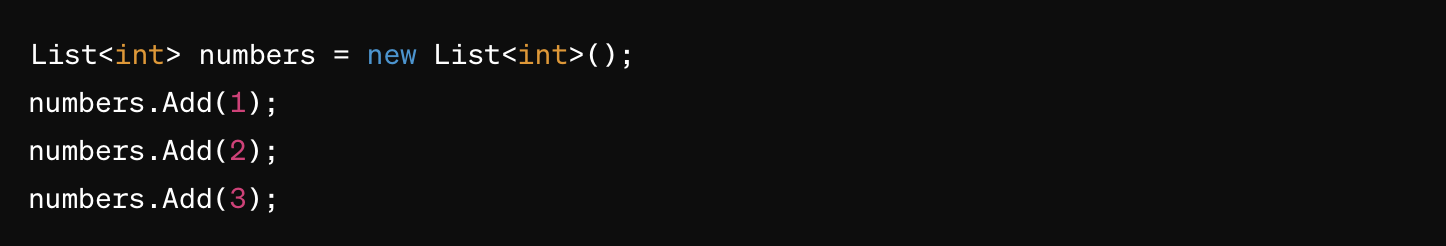 List<int> numbers = new List<int>();
numbers.Add(1);
numbers.Add(2);
numbers.Add(3);